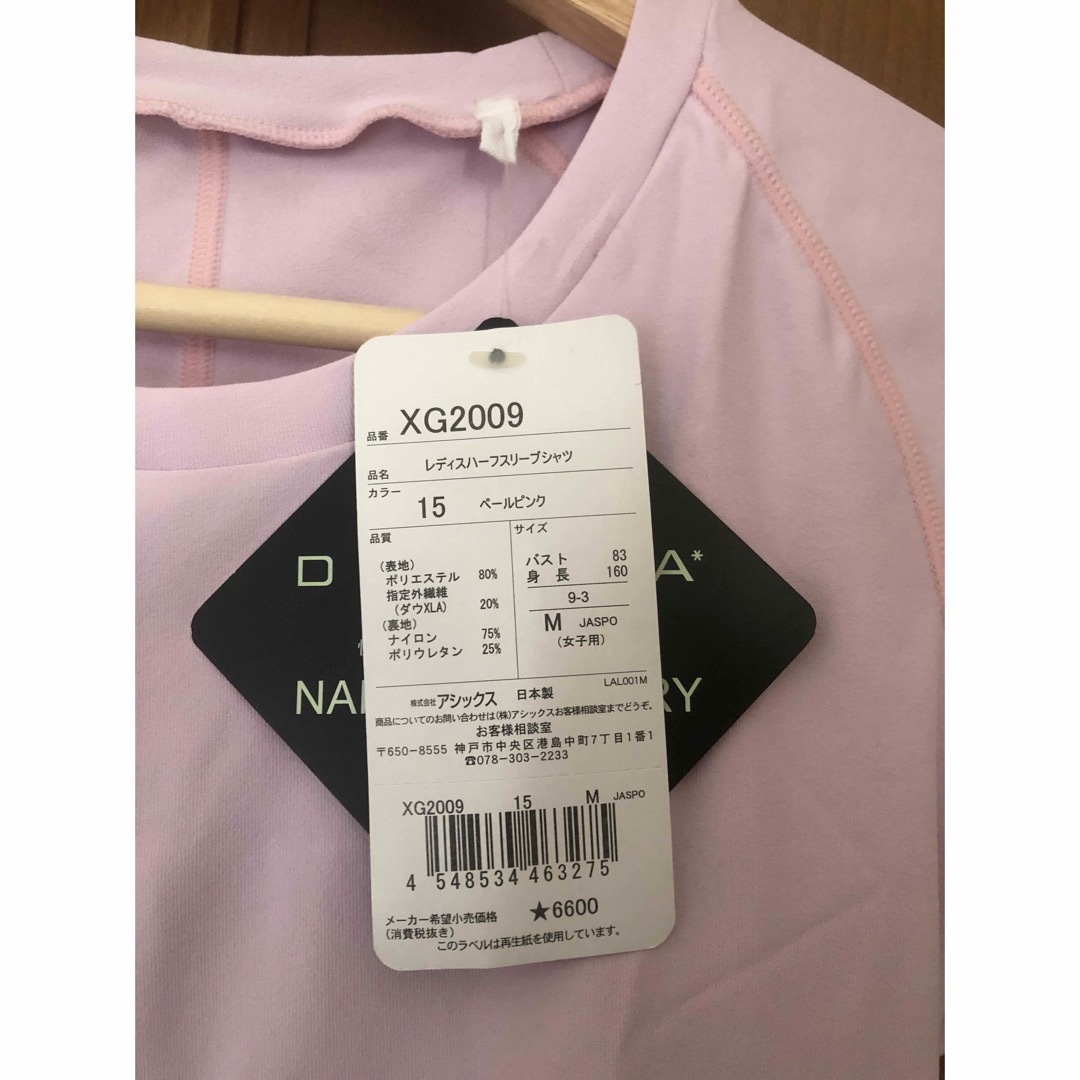 品番 XG2009
品名 レディスハーフスリーブシャツ
カラー 15 ペールピンク
品質
(表地)
ポリエステル 80%
指定外繊維
(ダウXLA) 20%
(裏地)
ナイロン 75%
ポリウレタン 25%
サイズ
バスト 83
身 長 160
9-3
M JASPO
(女子用)
LAL001M
株式会社アシックス 日本製
商品についてのお問い合わせは(株)アシックスお客様相談室までどうぞ。
お客様相談室
〒650-8555 神戸市中央区港島中町7丁目1番1
☎078-303-2233
XG2009 15 M JASPO
4 548534 463275
メーカー希望小売価格 ★6600
(消費税抜き)
このラベルは再生紙を使用しています。
D A*
NA RY